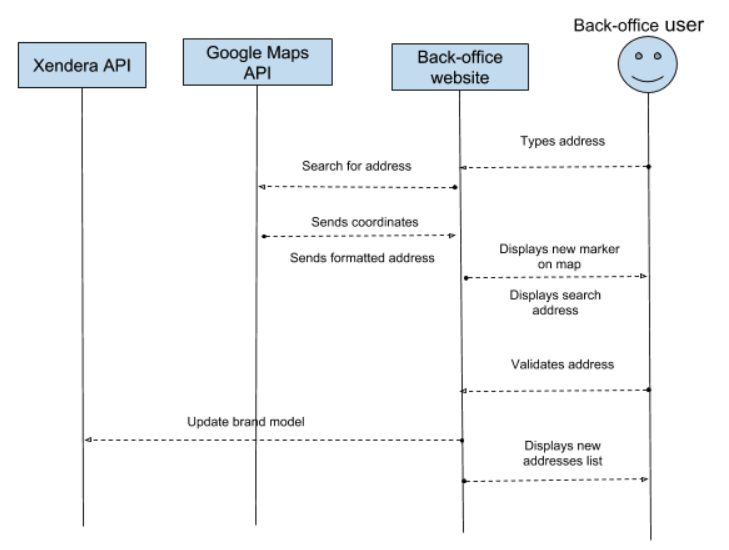 Back-office user
Xendera API
Google Maps
API
Back-office
website
Types address
Search for address
Sends coordinates
Sends formatted address
Displays new marker
on map
Displays search
address
Validates address
Update brand model
Displays new
addresses list